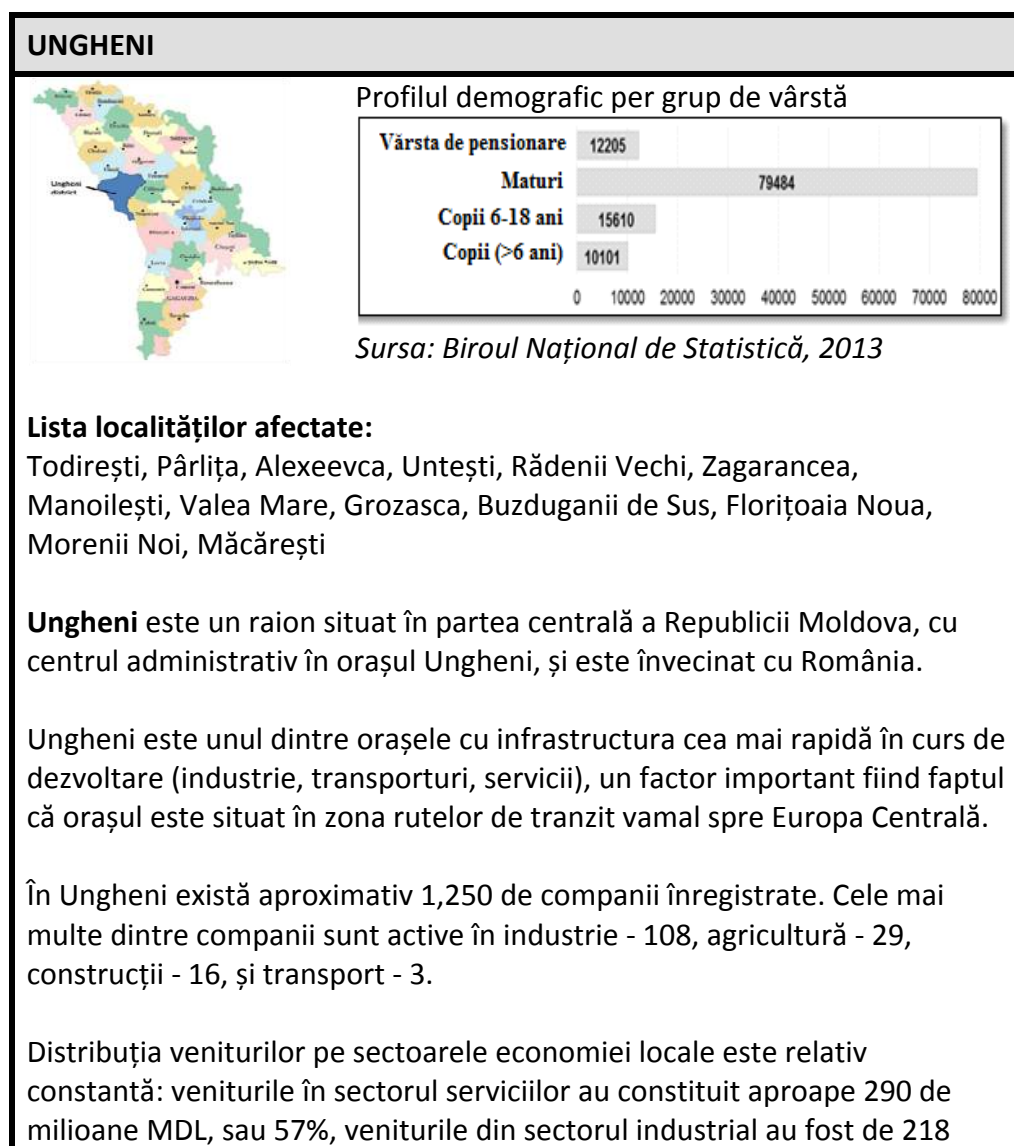 UNGHENI
Ungheni
district
Profilul demografic per grup de vârstă
Vărsta de pensionare 12205
Maturi 79484
Copii 6-18 ani 15610
Copii (>6 ani) 10101
0 10000 20000 30000 40000 50000 60000 70000 80000
Sursa: Biroul Național de Statistică, 2013
Lista localităților afectate:
Todirești, Pârlița, Alexeevca, Untești, Rădenii Vechi, Zagarancea,
Manoilești, Valea Mare, Grozasca, Buzduganii de Sus, Florițoaia Noua,
Morenii Noi, Măcărești
Ungheni este un raion situat în partea centrală a Republicii Moldova, cu
centrul administrativ în orașul Ungheni, și este învecinat cu România.
Ungheni este unul dintre orașele cu infrastructura cea mai rapidă în curs de
dezvoltare (industrie, transporturi, servicii), un factor important fiind faptul
că orașul este situat în zona rutelor de tranzit vamal spre Europa Centrală.
În Ungheni există aproximativ 1,250 de companii înregistrate. Cele mai
multe dintre companii sunt active în industrie - 108, agricultură - 29,
construcții - 16, și transport - 3.
Distribuția veniturilor pe sectoarele economiei locale este relativ
constantă: veniturile în sectorul serviciilor au constituit aproape 290 de
milioane MDL, sau 57%, veniturile din sectorul industrial au fost de 218